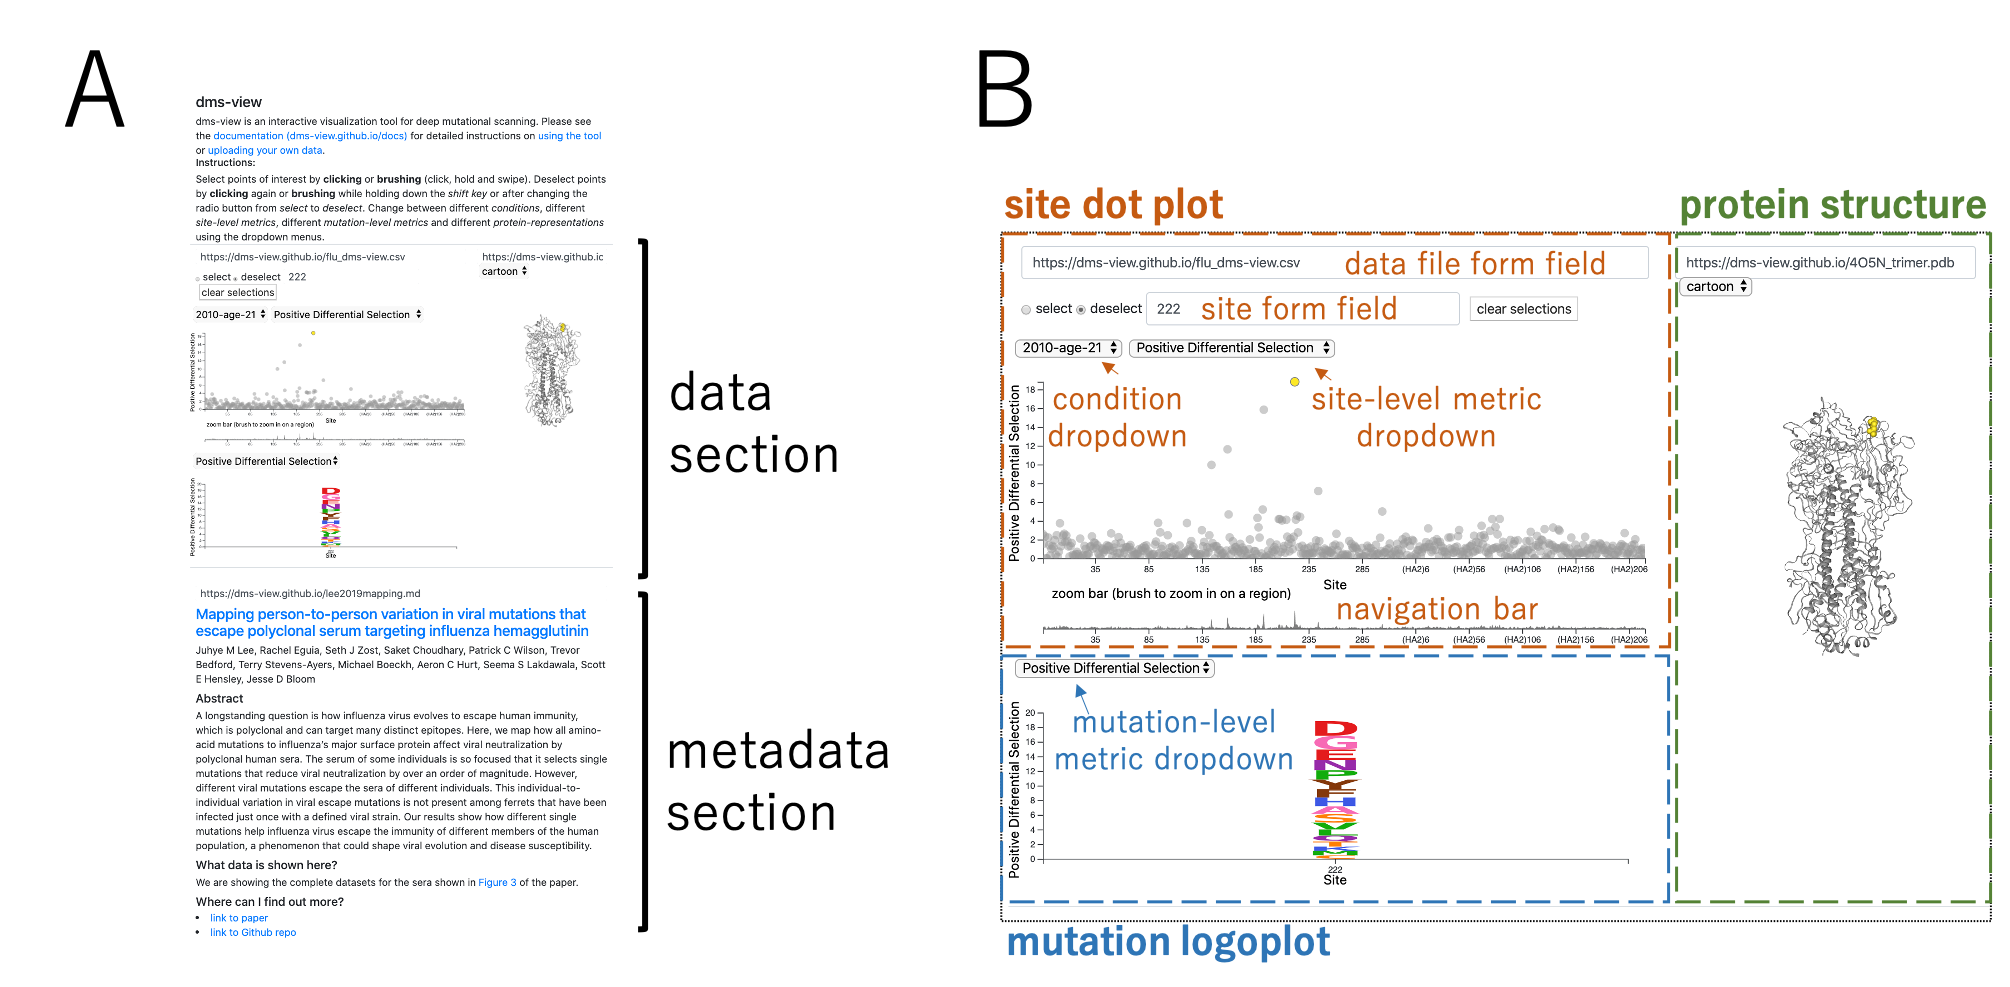 A
dms-view
dms-view is an interactive visualization tool for deep mutational scanning. Please see
the documentation (dms-view.github.io/docs) for detailed instructions on using the tool
or uploading your own data.
Instructions:
Select points of interest by clicking or brushing (click, hold and swipe). Deselect points
by clicking again or brushing while holding down the shift key or after changing the
radio button from select to deselect. Change between different conditions, different
site-level metrics, different mutation-level metrics and different protein-representations
using the dropdown menus.
https://dms-view.github.io/flu_dms-view.csv
https://dms-view.github.ic
cartoon
select deselect 222
clear selections
2010-age-21 Positive Differential Selection
Positive Differential Selection
Site
zoom bar (brush to zoom in on a region)
Positive Differential Selection
Positive Differential Selection
222
Site
data
section
https://dms-view.github.io/lee2019mapping.md
Mapping person-to-person variation in viral mutations that
escape polyclonal serum targeting influenza hemagglutinin
Juhye M Lee, Rachel Eguia, Seth J Zost, Saket Choudhary, Patrick C Wilson, Trevor
Bedford, Terry Stevens-Ayers, Michael Boeckh, Aeron C Hurt, Seema S Lakdawala, Scott
E Hensley, Jesse D Bloom
Abstract
A longstanding question is how influenza virus evolves to escape human immunity,
which is polyclonal and can target many distinct epitopes. Here, we map how all amino-
acid mutations to influenza's major surface protein affect viral neutralization by
polyclonal human sera. The serum of some individuals is so focused that it selects single
mutations that reduce viral neutralization by over an order of magnitude. However,
different viral mutations escape the sera of different individuals. This individual-to-
individual variation in viral escape mutations is not present among ferrets that have been
infected just once with a defined viral strain. Our results show how different single
mutations help influenza virus escape the immunity of different members of the human
population, a phenomenon that could shape viral evolution and disease susceptibility.
What data is shown here?
We are showing the complete datasets for the sera shown in Figure 3 of the paper.
Where can I find out more?
• link to paper
• link to Github repo
metadata
section
B
site dot plot
https://dms-view.github.io/flu_dms-view.csv data file form field
select deselect 222 site form field clear selections
2010-age-21 Positive Differential Selection
condition
dropdown
site-level metric
dropdown
Positive Differential Selection
18
16
14
12
10
8
6
4
2
0
35 85 135 185 235 285 (HA2)6 (HA2)56 (HA2)106 (HA2)156 (HA2)206
Site
zoom bar (brush to zoom in on a region)
navigation bar
35 85 135 185 235 285 (HA2)6 (HA2)56 (HA2)106 (HA2)156 (HA2)206
Positive Differential Selection
mutation-level
metric dropdown
Positive Differential Selection
20
18
16
14
12
10
8
6
4
2
0
D
G
E
N
P
Y
F
H
A
S
V
Q
222
Site
mutation logoplot
protein structure
https://dms-view.github.io/4O5N_trimer.pdb
cartoon